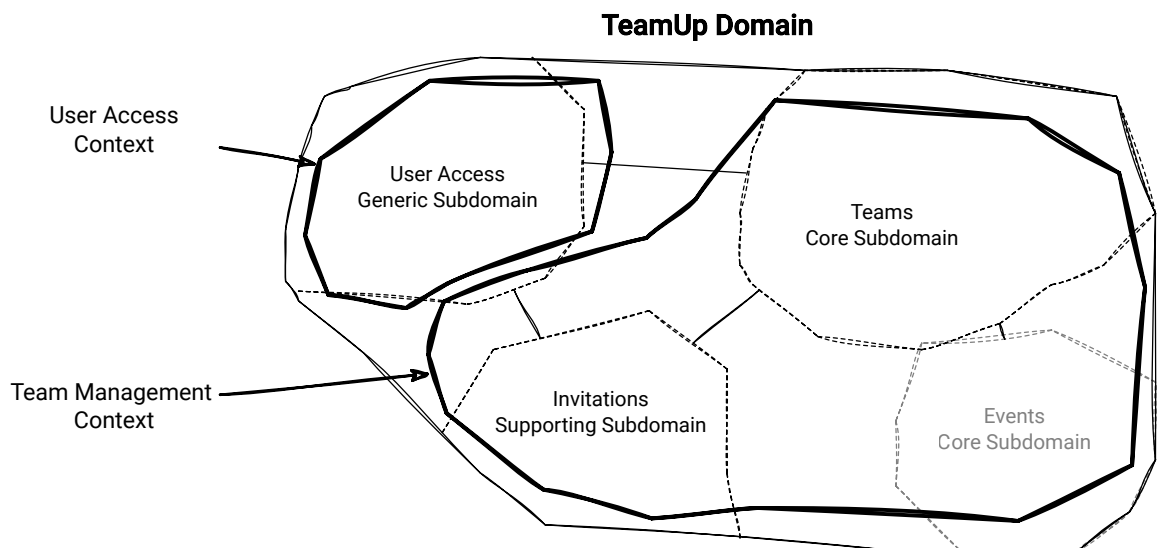 TeamUp Domain
User Access
Context
User Access
Generic Subdomain
Teams
Core Subdomain
Team Management
Context
Invitations
Supporting Subdomain
Events
Core Subdomain